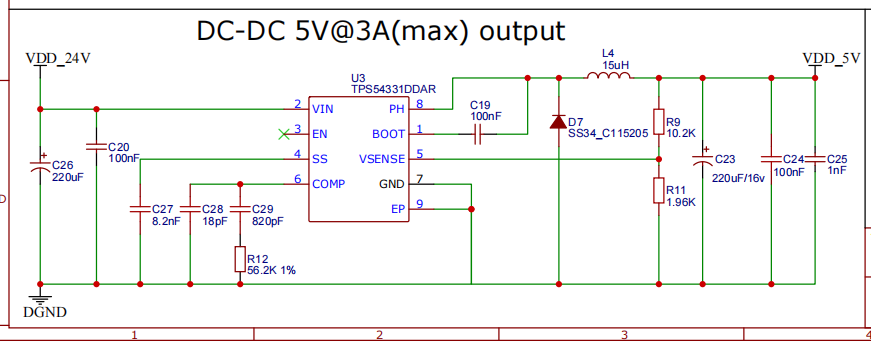 DC-DC 5V@3A(max) output
VDD_24V
L4
15uH
VDD_5V
U3
TPS54331DDAR
2
VIN
PH
8
C19
100nF
3
EN
BOOT
1
D7
SS34_C115205
R9
10.2K
C20
100nF
4
SS
VSENSE
5
C26
220uF
6
COMP
GND
7
C23
220uF/16v
C24
100nF
C25
1nF
R11
1.96K
EP
9
C27
8.2nF
C28
18pF
C29
820pF
R12
56.2K 1%
DGND
D
1
2
3
4